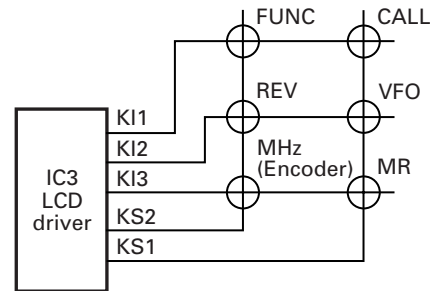 FUNC
CALL
REV
VFO
MHz
(Encoder)
MR
KI1
KI2
KI3
KS2
KS1
IC3
LCD
driver